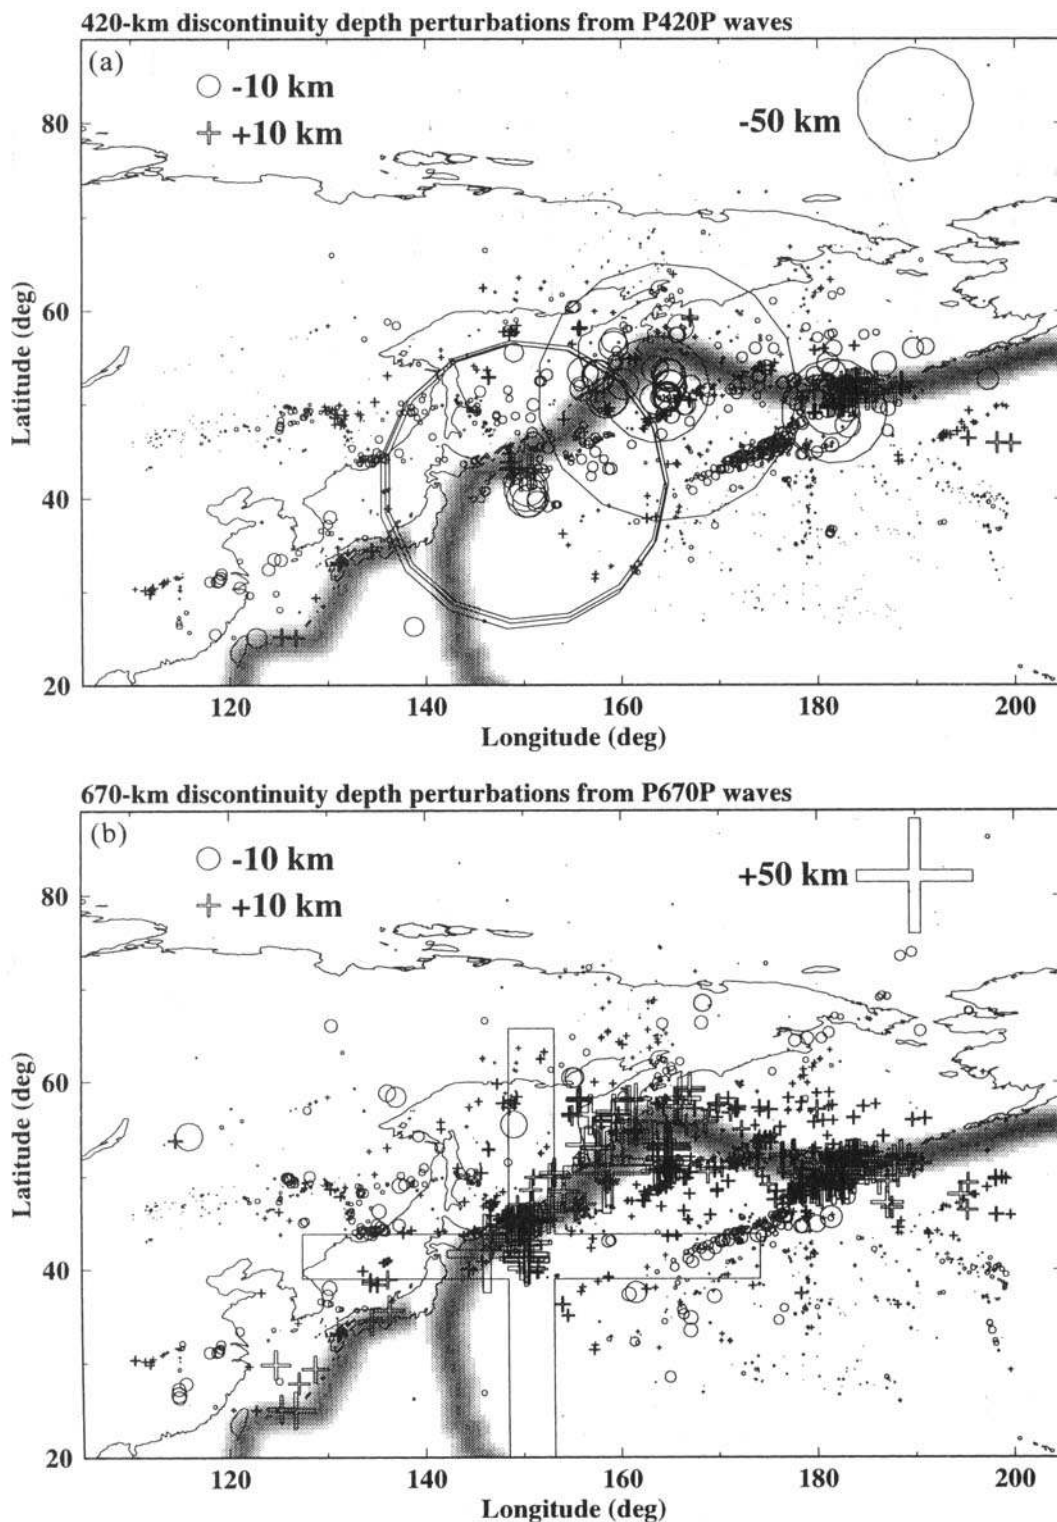 420-km discontinuity depth perturbations from P420P waves
(a)
-10 km
+10 km
-50 km
80
60
40
20
Latitude (deg)
120 140 160 180 200
Longitude (deg)
670-km discontinuity depth perturbations from P670P waves
(b)
-10 km
+10 km
+50 km
80
60
40
20
Latitude (deg)
120 140 160 180 200
Longitude (deg)